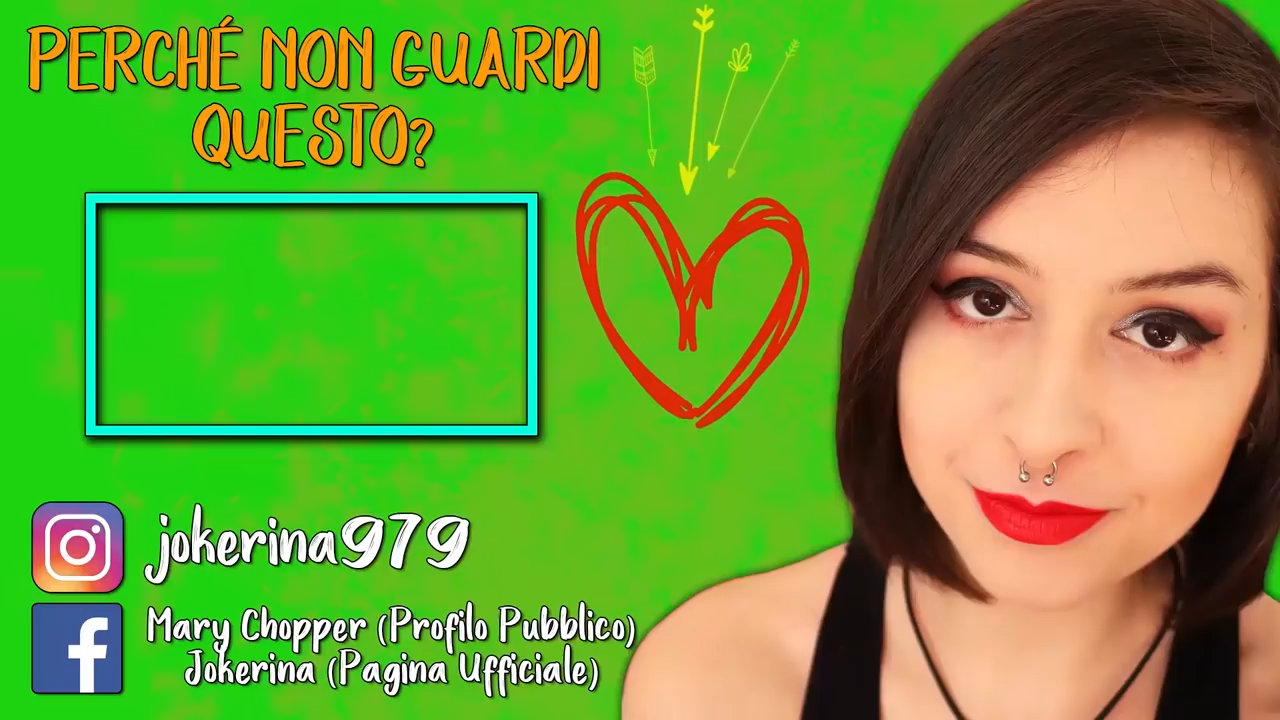 PERCHÉ NON GUARDI
QUESTO?
jokerina979
Mary Chopper (Profilo Pubblico)
Jokerina (Pagina Ufficiale)